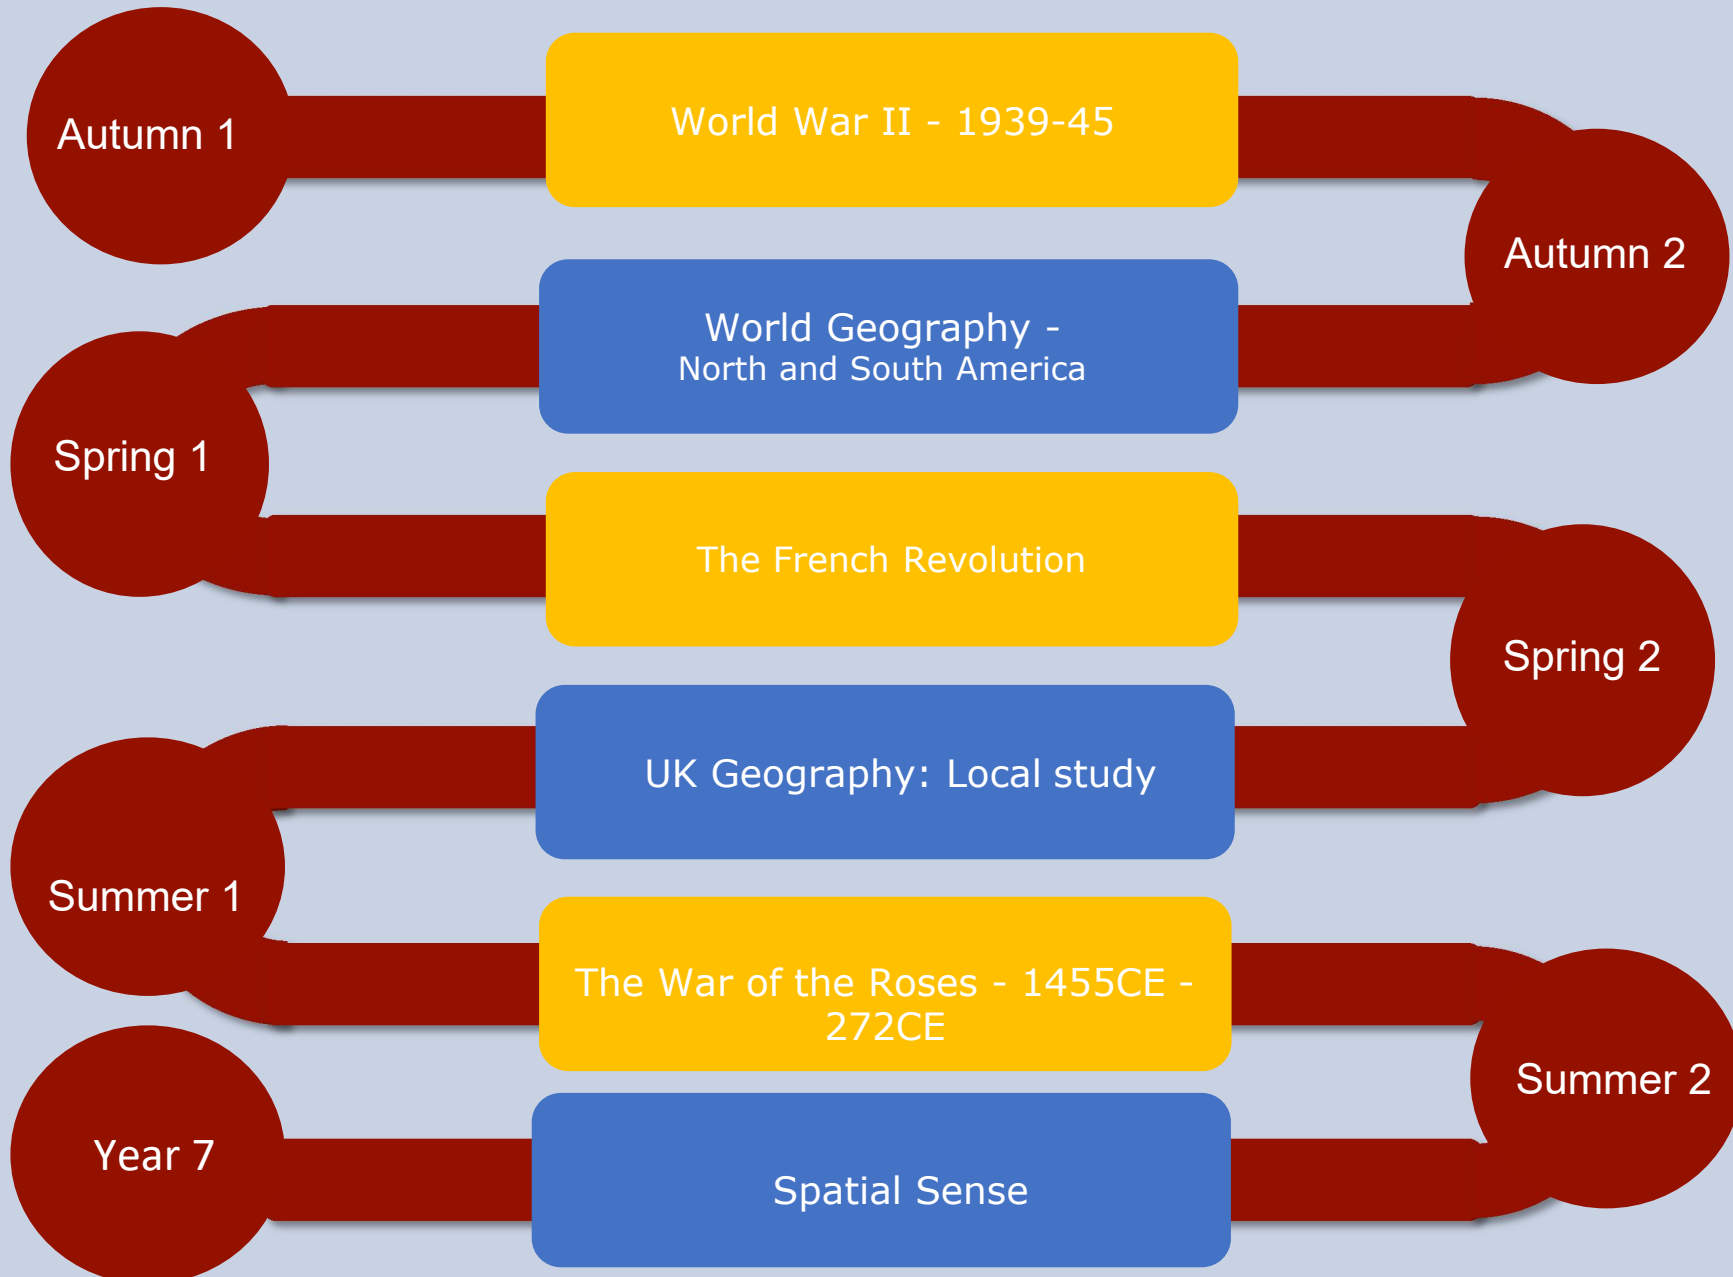 Autumn 1
World War II - 1939-45
Autumn 2
World Geography -
North and South America
Spring 1
The French Revolution
Spring 2
UK Geography: Local study
Summer 1
The War of the Roses - 1455CE -
272CE
Summer 2
Spatial Sense
Year 7